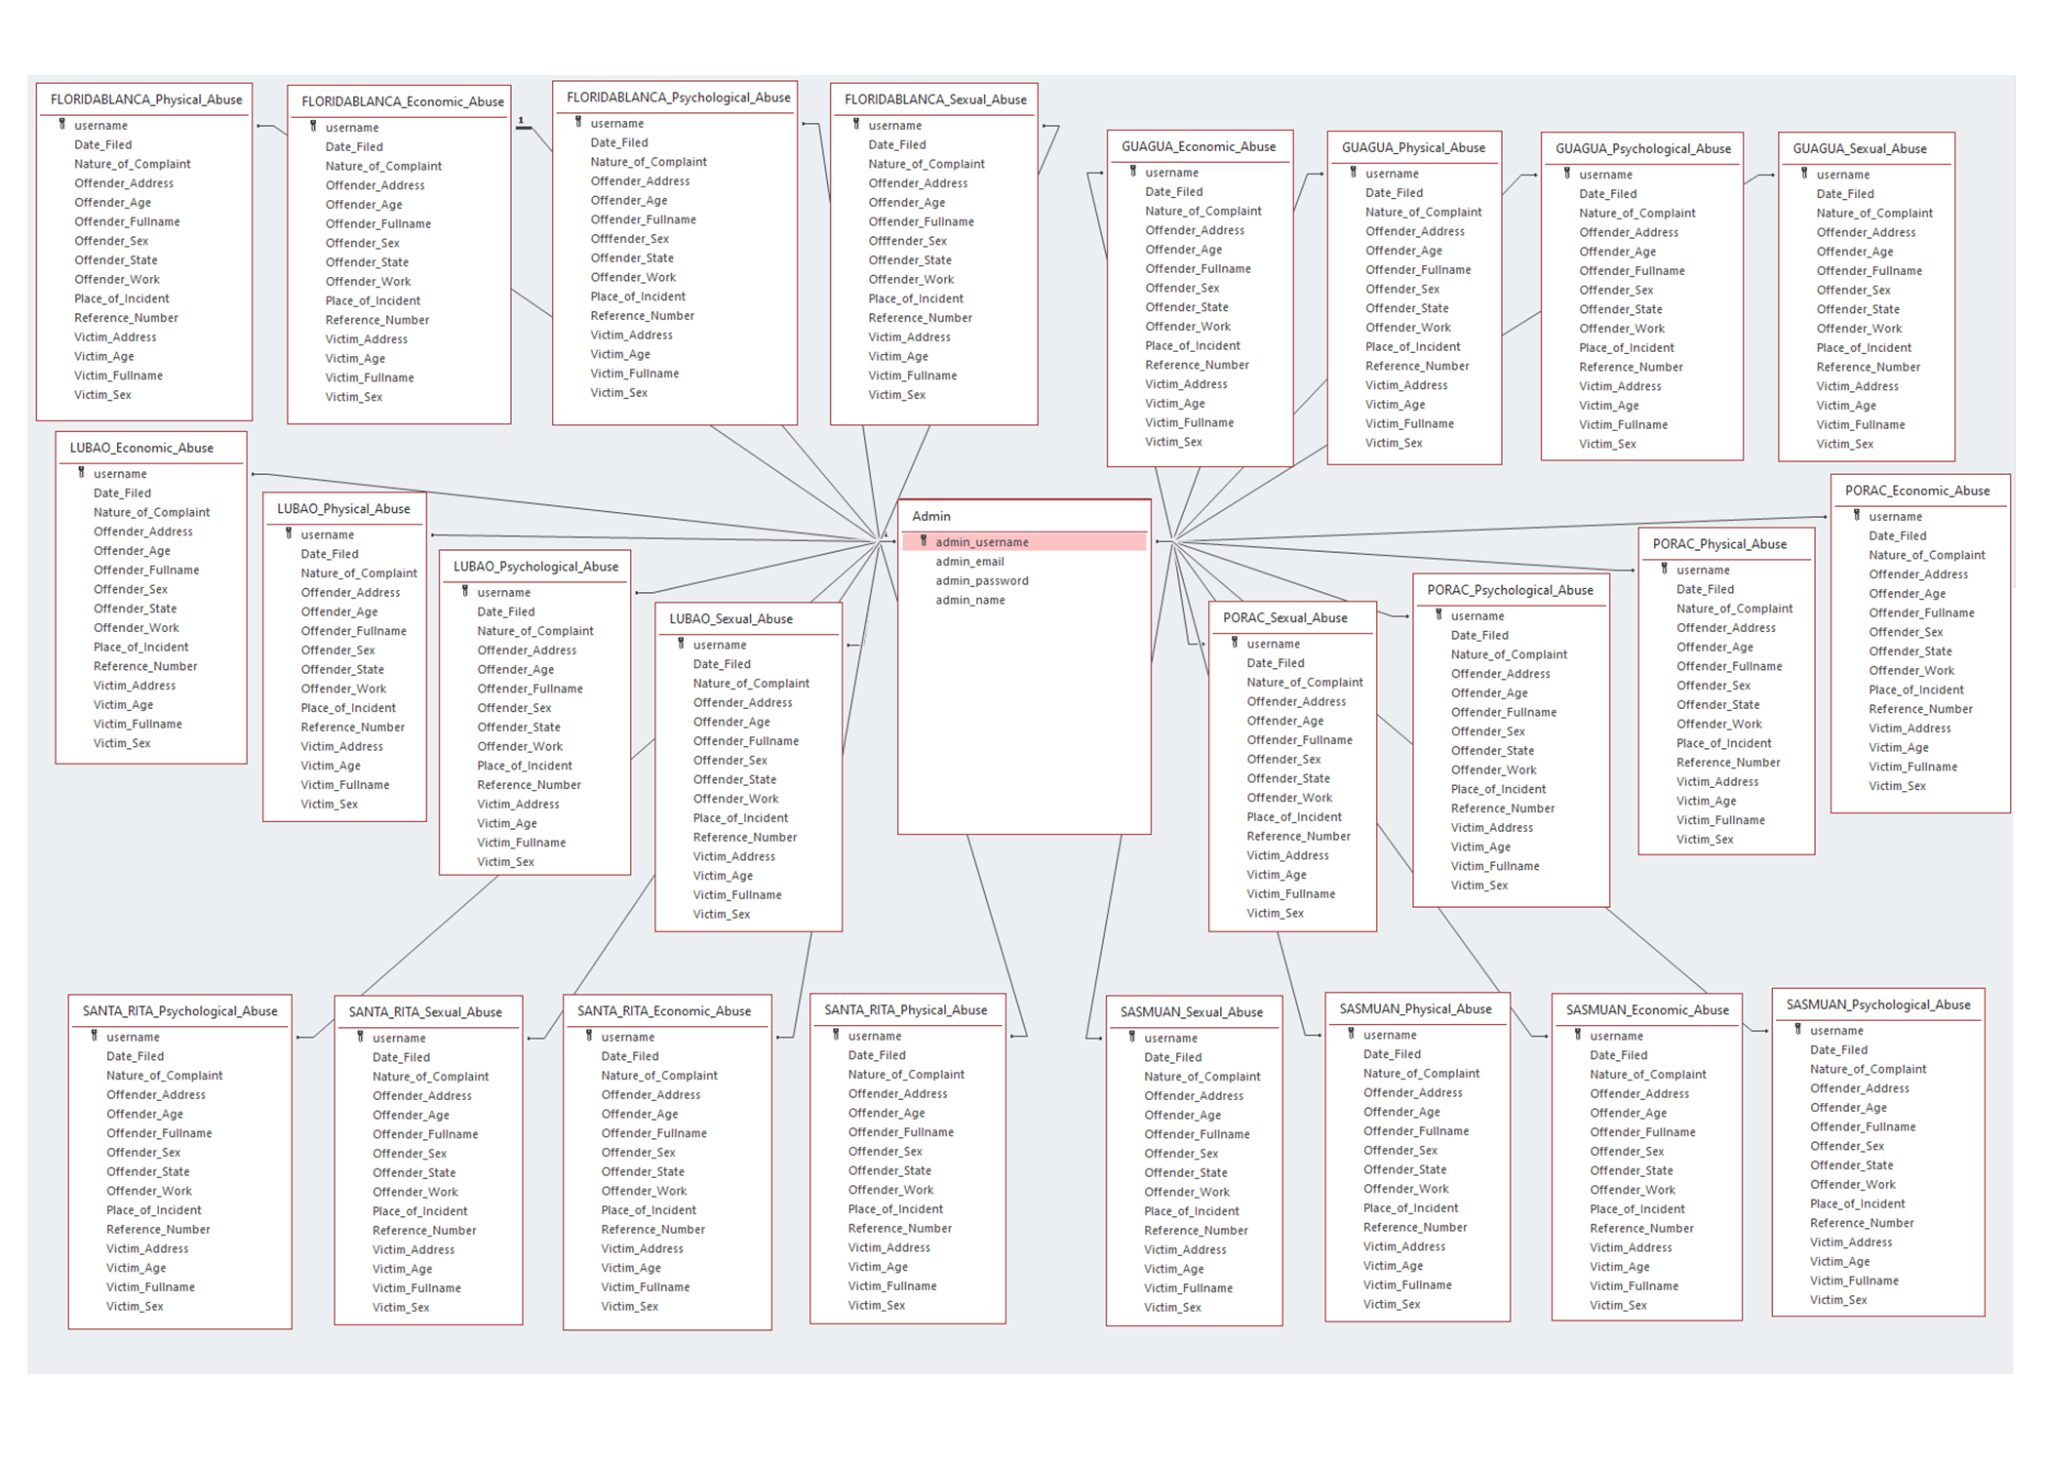 FLORIDABLANCA_Physical_Abuse
username
Date_Filed
Nature_of_Complaint
Offender_Address
Offender_Age
Offender_Fullname
Offender_Sex
Offender_State
Offender_Work
Place_of_Incident
Reference_Number
Victim_Address
Victim_Age
Victim_Fullname
Victim_Sex
FLORIDABLANCA_Economic_Abuse
username
Date_Filed
Nature_of_Complaint
Offender_Address
Offender_Age
Offender_Fullname
Offender_Sex
Offender_State
Offender_Work
Place_of_Incident
Reference_Number
Victim_Address
Victim_Age
Victim_Fullname
Victim_Sex
1
FLORIDABLANCA_Psychological_Abuse
username
Date_Filed
Nature_of_Complaint
Offender_Address
Offender_Age
Offender_Fullname
Offfender_Sex
Offender_State
Offender_Work
Place_of_Incident
Reference_Number
Victim_Address
Victim_Age
Victim_Fullname
Victim_Sex
FLORIDABLANCA_Sexual_Abuse
username
Date_Filed
Nature_of_Complaint
Offender_Address
Offender_Age
Offender_Fullname
Offfender_Sex
Offender_State
Offender_Work
Place_of_Incident
Reference_Number
Victim_Address
Victim_Age
Victim_Fullname
Victim_Sex
GUAGUA_Economic_Abuse
username
Date_Filed
Nature_of_Complaint
Offender_Address
Offender_Age
Offender_Fullname
Offender_Sex
Offender_State
Offender_Work
Place_of_Incident
Reference_Number
Victim_Address
Victim_Age
Victim_Fullname
Victim_Sex
GUAGUA_Physical_Abuse
username
Date_Filed
Nature_of_Complaint
Offender_Address
Offender_Age
Offender_Fullname
Offender_Sex
Offender_State
Offender_Work
Place_of_Incident
Reference_Number
Victim_Address
Victim_Age
Victim_Fullname
Victim_Sex
GUAGUA_Psychological_Abuse
username
Date_Filed
Nature_of_Complaint
Offender_Address
Offender_Age
Offender_Fullname
Offender_Sex
Offender_State
Offender_Work
Place_of_Incident
Reference_Number
Victim_Address
Victim_Age
Victim_Fullname
Victim_Sex
GUAGUA_Sexual_Abuse
username
Date_Filed
Nature_of_Complaint
Offender_Address
Offender_Age
Offender_Fullname
Offender_Sex
Offender_State
Offender_Work
Place_of_Incident
Reference_Number
Victim_Address
Victim_Age
Victim_Fullname
Victim_Sex
LUBAO_Economic_Abuse
username
Date_Filed
Nature_of_Complaint
Offender_Address
Offender_Age
Offender_Fullname
Offender_Sex
Offender_State
Offender_Work
Place_of_Incident
Reference_Number
Victim_Address
Victim_Age
Victim_Fullname
Victim_Sex
LUBAO_Physical_Abuse
username
Date_Filed
Nature_of_Complaint
Offender_Address
Offender_Age
Offender_Fullname
Offender_Sex
Offender_State
Offender_Work
Place_of_Incident
Reference_Number
Victim_Address
Victim_Age
Victim_Fullname
Victim_Sex
LUBAO_Psychological_Abuse
username
Date_Filed
Nature_of_Complaint
Offender_Address
Offender_Age
Offender_Fullname
Offender_Sex
Offender_State
Offender_Work
Place_of_Incident
Reference_Number
Victim_Address
Victim_Age
Victim_Fullname
Victim_Sex
LUBAO_Sexual_Abuse
username
Date_Filed
Nature_of_Complaint
Offender_Address
Offender_Age
Offender_Fullname
Offender_Sex
Offender_State
Offender_Work
Place_of_Incident
Reference_Number
Victim_Address
Victim_Age
Victim_Fullname
Victim_Sex
Admin
admin_username
admin_email
admin_password
admin_name
PORAC_Sexual_Abuse
username
Date_Filed
Nature_of_Complaint
Offender_Address
Offender_Age
Offender_Fullname
Offender_Sex
Offender_State
Offender_Work
Place_of_Incident
Reference_Number
Victim_Address
Victim_Age
Victim_Fullname
Victim_Sex
PORAC_Psychological_Abuse
username
Date_Filed
Nature_of_Complaint
Offender_Address
Offender_Age
Offender_Fullname
Offender_Sex
Offender_State
Offender_Work
Place_of_Incident
Reference_Number
Victim_Address
Victim_Age
Victim_Fullname
Victim_Sex
PORAC_Physical_Abuse
username
Date_Filed
Nature_of_Complaint
Offender_Address
Offender_Age
Offender_Fullname
Offender_Sex
Offender_State
Offender_Work
Place_of_Incident
Reference_Number
Victim_Address
Victim_Age
Victim_Fullname
Victim_Sex
PORAC_Economic_Abuse
username
Date_Filed
Nature_of_Complaint
Offender_Address
Offender_Age
Offender_Fullname
Offender_Sex
Offender_State
Offender_Work
Place_of_Incident
Reference_Number
Victim_Address
Victim_Age
Victim_Fullname
Victim_Sex
SANTA_RITA_Psychological_Abuse
username
Date_Filed
Nature_of_Complaint
Offender_Address
Offender_Age
Offender_Fullname
Offender_Sex
Offender_State
Offender_Work
Place_of_Incident
Reference_Number
Victim_Address
Victim_Age
Victim_Fullname
Victim_Sex
SANTA_RITA_Sexual_Abuse
username
Date_Filed
Nature_of_Complaint
Offender_Address
Offender_Age
Offender_Fullname
Offender_Sex
Offender_State
Offender_Work
Place_of_Incident
Reference_Number
Victim_Address
Victim_Age
Victim_Fullname
Victim_Sex
SANTA_RITA_Economic_Abuse
username
Date_Filed
Nature_of_Complaint
Offender_Address
Offender_Age
Offender_Fullname
Offender_Sex
Offender_State
Offender_Work
Place_of_Incident
Reference_Number
Victim_Address
Victim_Age
Victim_Fullname
Victim_Sex
SANTA_RITA_Physical_Abuse
username
Date_Filed
Nature_of_Complaint
Offender_Address
Offender_Age
Offender_Fullname
Offender_Sex
Offender_State
Offender_Work
Place_of_Incident
Reference_Number
Victim_Address
Victim_Age
Victim_Fullname
Victim_Sex
SASMUAN_Sexual_Abuse
username
Date_Filed
Nature_of_Complaint
Offender_Address
Offender_Age
Offender_Fullname
Offender_Sex
Offender_State
Offender_Work
Place_of_Incident
Reference_Number
Victim_Address
Victim_Age
Victim_Fullname
Victim_Sex
SASMUAN_Physical_Abuse
username
Date_Filed
Nature_of_Complaint
Offender_Address
Offender_Age
Offender_Fullname
Offender_Sex
Offender_State
Offender_Work
Place_of_Incident
Reference_Number
Victim_Address
Victim_Age
Victim_Fullname
Victim_Sex
SASMUAN_Economic_Abuse
username
Date_Filed
Nature_of_Complaint
Offender_Address
Offender_Age
Offender_Fullname
Offender_Sex
Offender_State
Offender_Work
Place_of_Incident
Reference_Number
Victim_Address
Victim_Age
Victim_Fullname
Victim_Sex
SASMUAN_Psychological_Abuse
username
Date_Filed
Nature_of_Complaint
Offender_Address
Offender_Age
Offender_Fullname
Offender_Sex
Offender_State
Offender_Work
Place_of_Incident
Reference_Number
Victim_Address
Victim_Age
Victim_Fullname
Victim_Sex